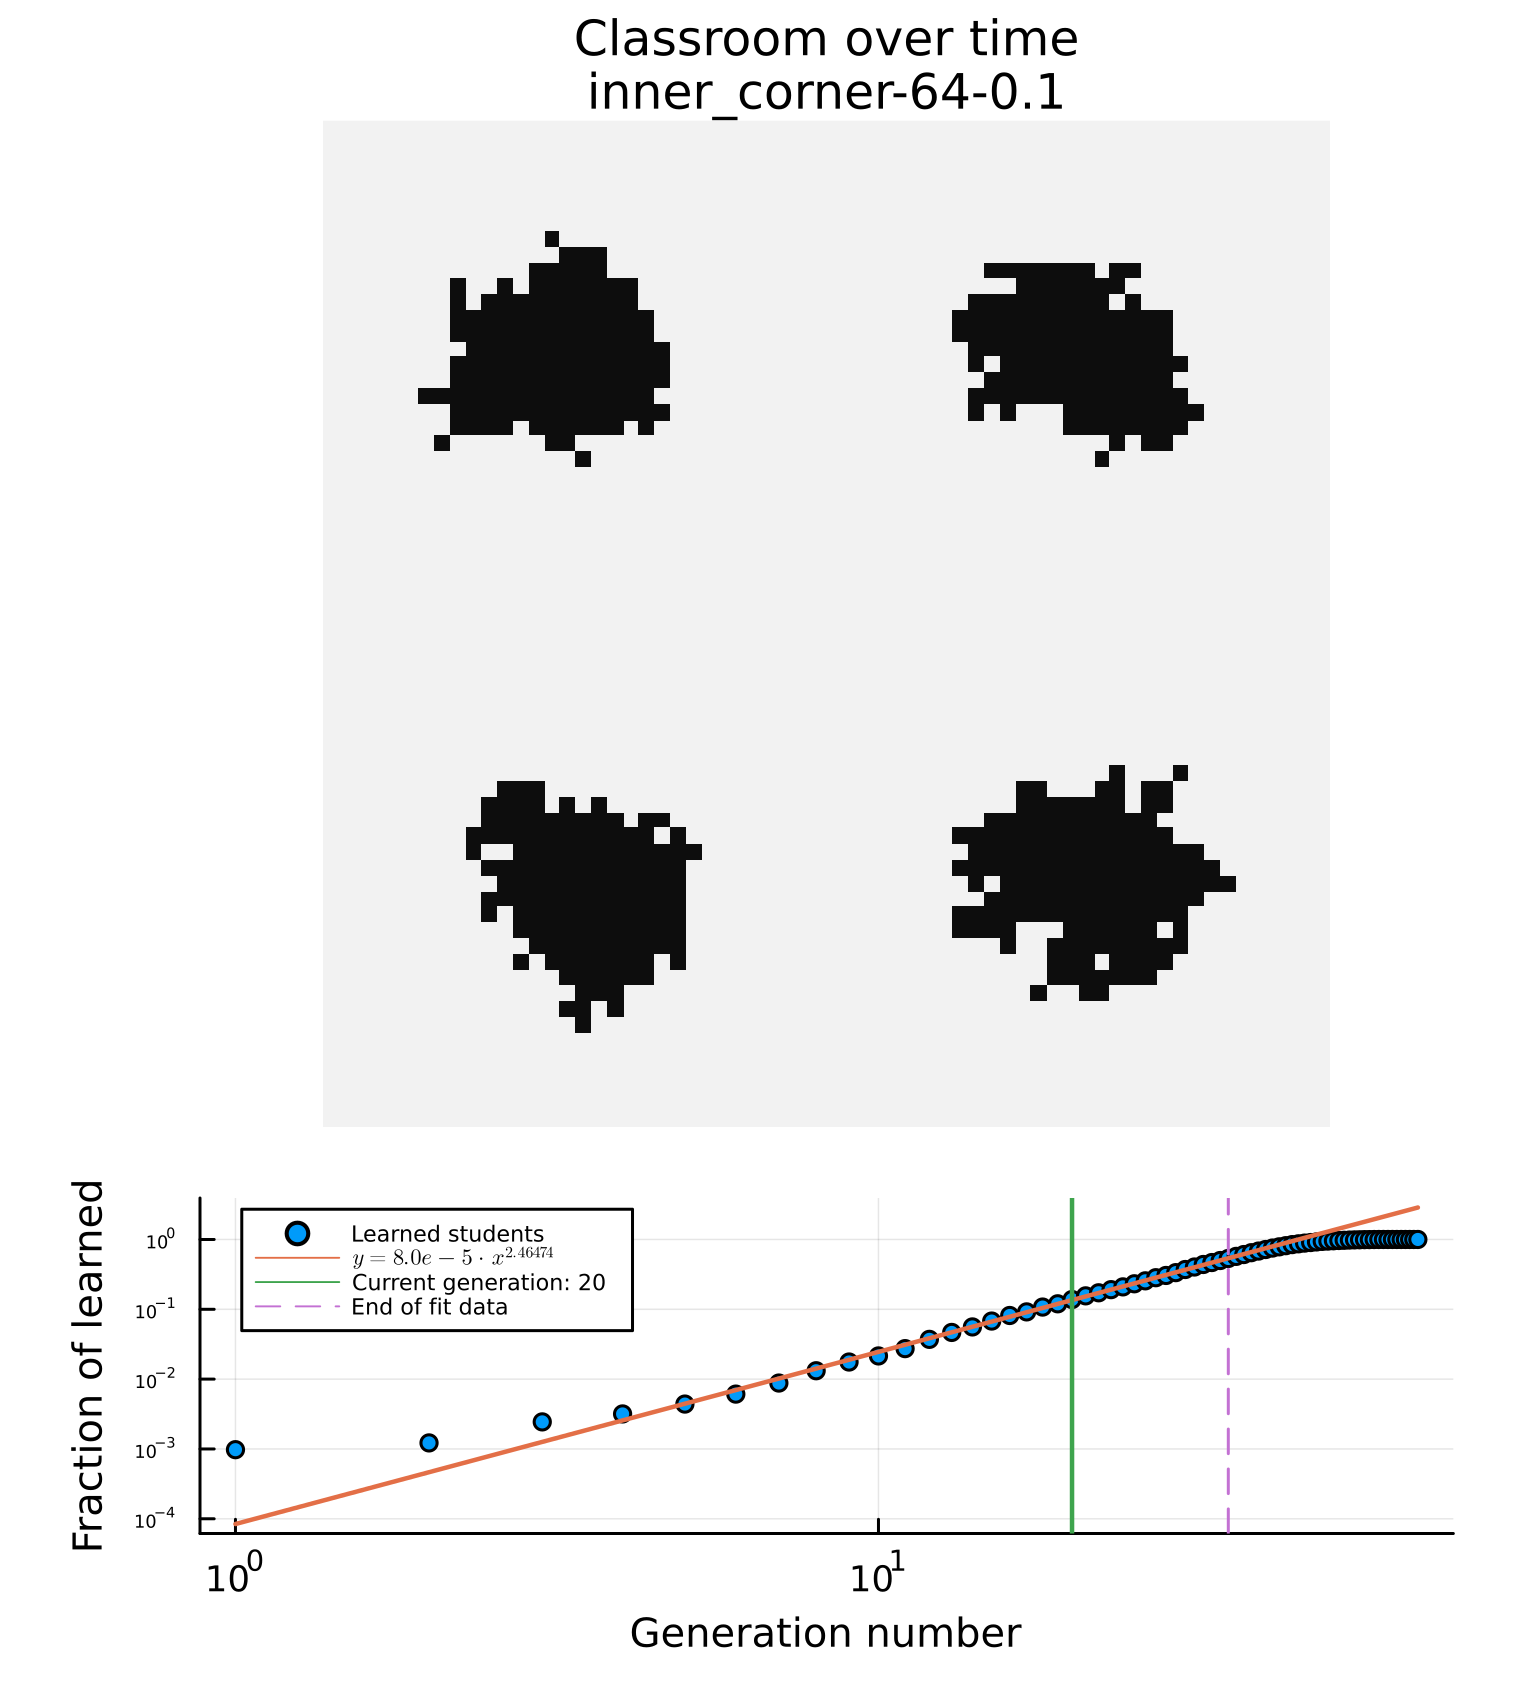 Classroom over time
inner_corner-64-0.1
Fraction of learned
10^0
10^−1
10^−2
10^−3
10^−4
Learned students
y = 8.0e − 5 · x^2.46474
Current generation: 20
End of fit data
10^0
10^1
Generation number